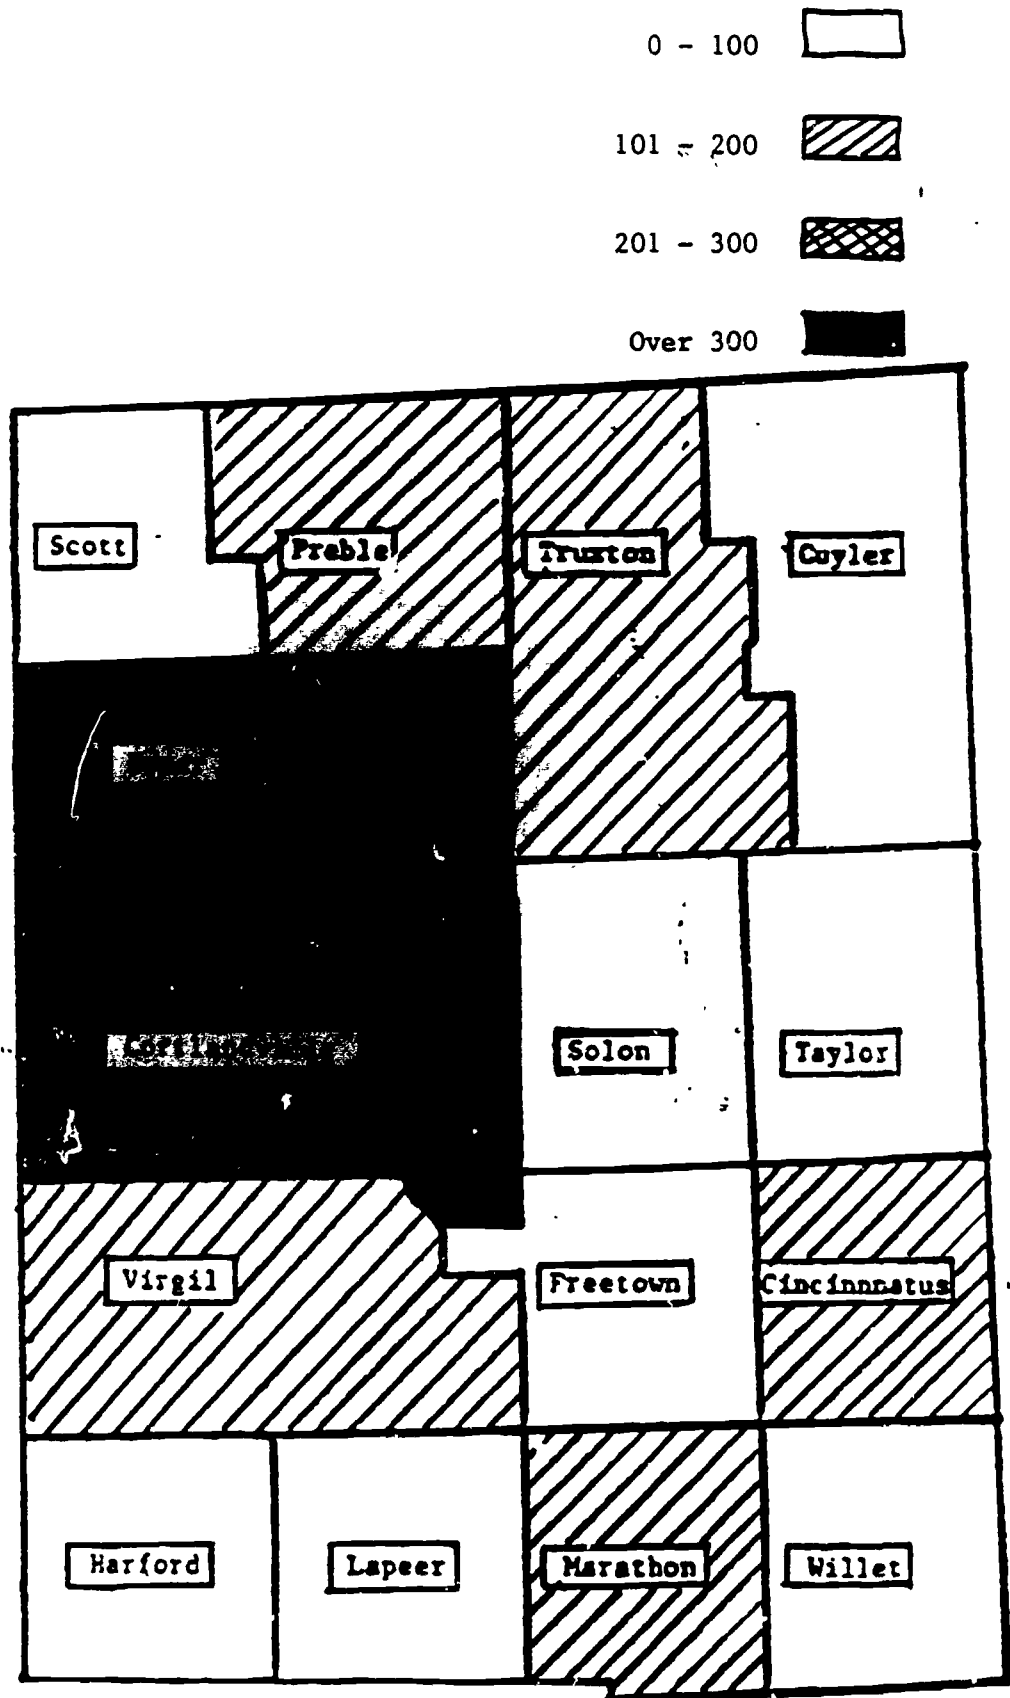 0 - 100
101 - 200
201 - 300
Over 300
Scott
Preble
Truxton
Cuyler
Solon
Taylor
Virgil
Freetown
Cincinnnatus
Harford
Lapeer
Marathon
Willet